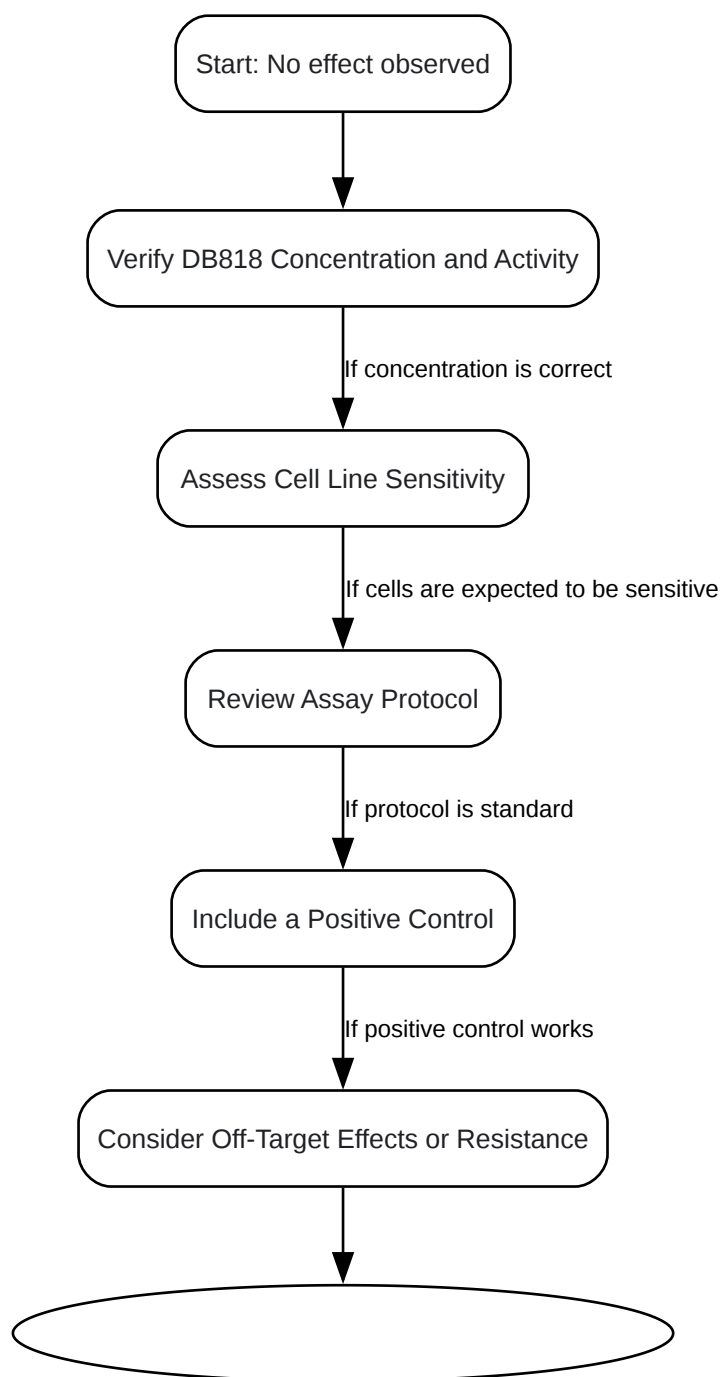 Start: No effect observed
Verify DB818 Concentration and Activity
If concentration is correct
Assess Cell Line Sensitivity
If cells are expected to be sensitive
Review Assay Protocol
If protocol is standard
Include a Positive Control
If positive control works
Consider Off-Target Effects or Resistance